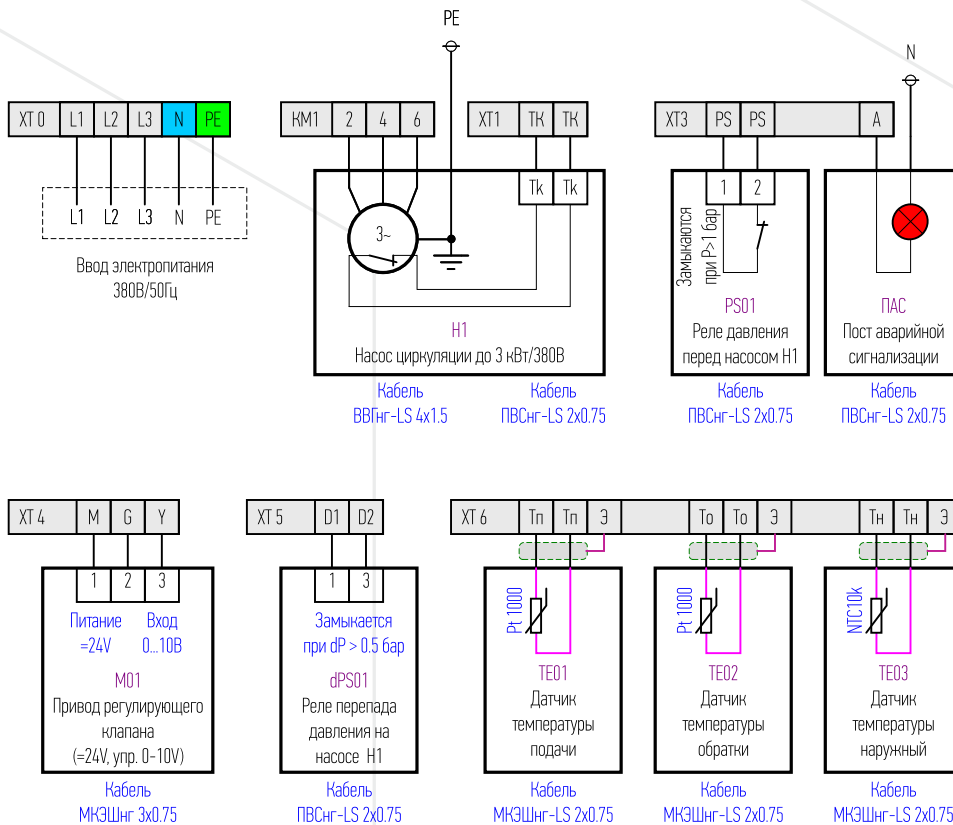 PE
N
XT 0 L1 L2 L3 N PE
KM1 2 4 6
XT1 TK TK
XT3 PS PS A
L1 L2 L3 N PE
Ввод электропитания
380В/50Гц
Tk Tk
3~
Н1
Насос циркуляции до 3 кВт/380В
Кабель
ВВГнг-LS 4x1.5
Кабель
ПВСнг-LS 2x0.75
1 2
Замыкаются
при P>1 бар
PS01
Реле давления
перед насосом Н1
Кабель
ПВСнг-LS 2x0.75
ПАС
Пост аварийной
сигнализации
Кабель
ПВСнг-LS 2x0.75
XT 4 M G Y
XT 5 D1 D2
XT 6 Тп Тп Э То То Э Тн Тн Э
1 2 3
Питание
=24V
Вход
0...10В
М01
Привод регулирующего
клапана
(=24V, упр. 0-10V)
Кабель
МКЭШнг 3x0.75
1 3
Замыкается
при dP > 0.5 бар
dPS01
Реле перепада
давления на
насосе Н1
Кабель
ПВСнг-LS 2x0.75
Pt 1000
TE01
Датчик
температуры
подачи
Кабель
МКЭШнг-LS 2x0.75
Pt 1000
TE02
Датчик
температуры
обратки
Кабель
МКЭШнг-LS 2x0.75
NTC10k
TE03
Датчик
температуры
наружный
Кабель
МКЭШнг-LS 2x0.75